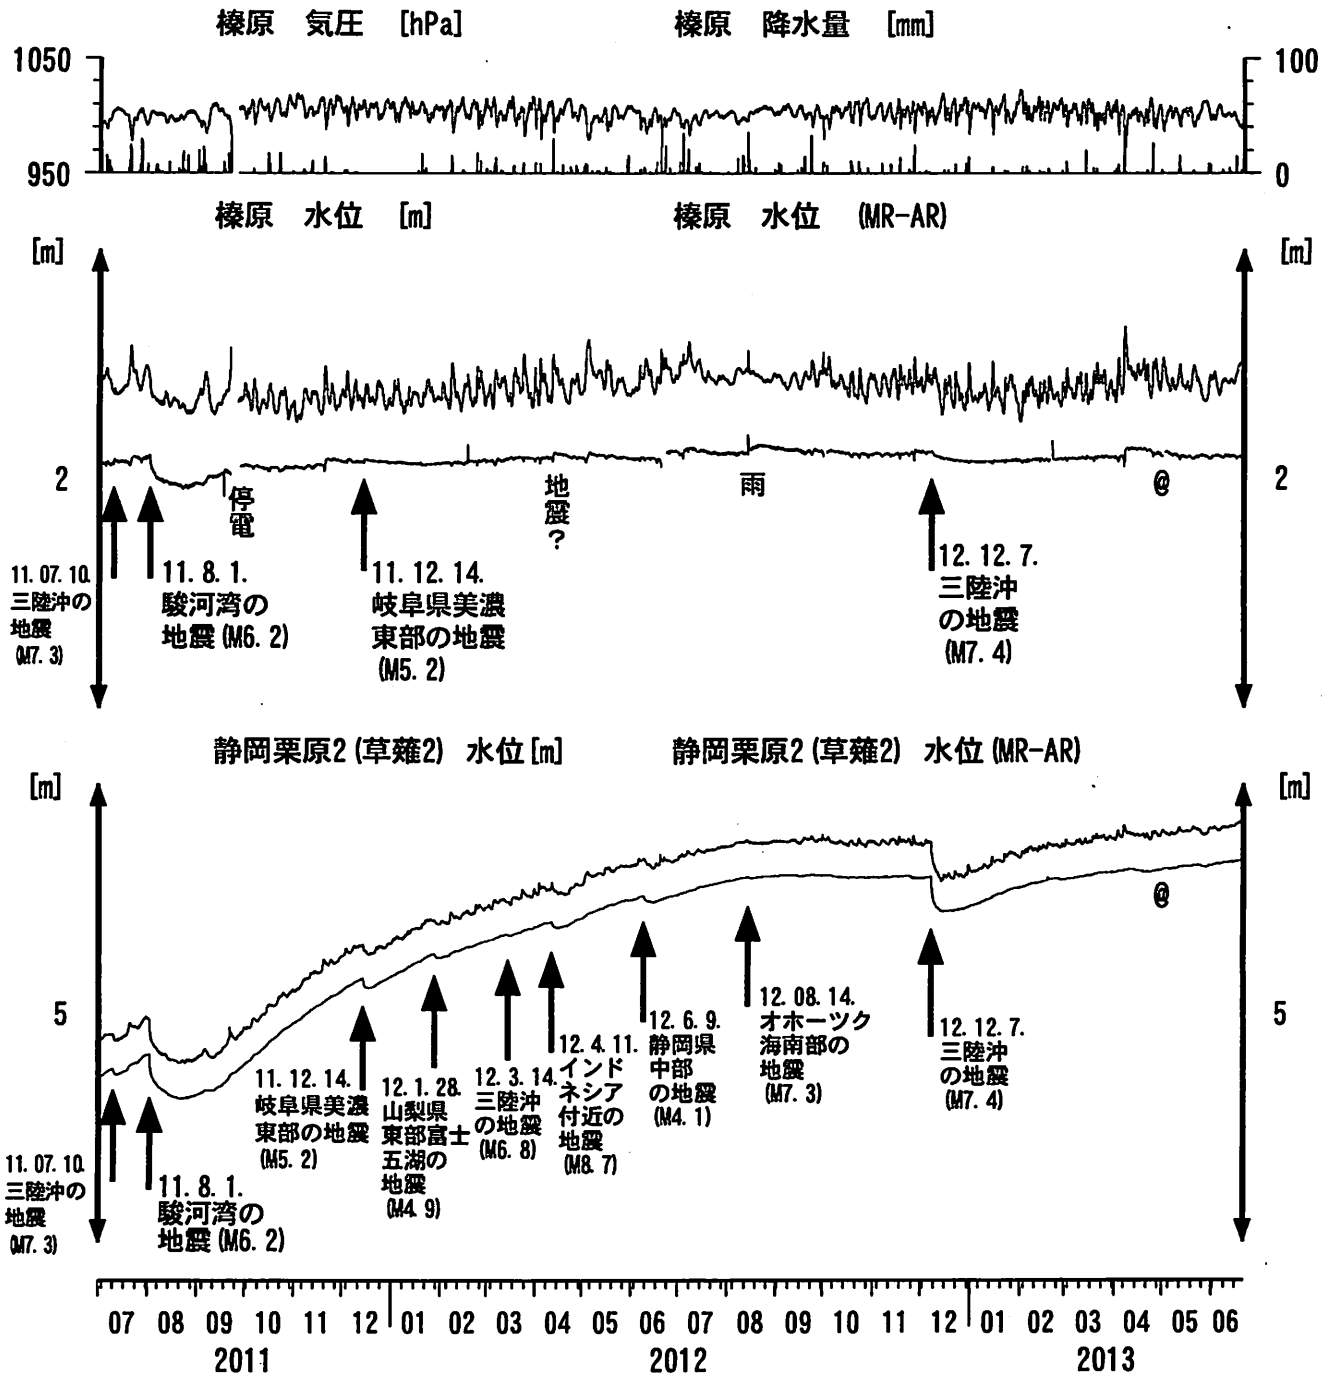 榛原 気圧 [hPa] 榛原 降水量 [mm]
1050 100
950 0
榛原 水位 [m] 榛原 水位 (MR-AR)
[m] [m]
2 2
停電
地震?
雨
@
11.07.10.
三陸沖の
地震
(M7.3)
11.8.1.
駿河湾の
地震(M6.2)
11.12.14.
岐阜県美濃
東部の地震
(M5.2)
12.12.7.
三陸沖
の地震
(M7.4)
静岡栗原2(草薙2) 水位[m] 静岡栗原2(草薙2) 水位(MR-AR)
[m] [m]
5 5
@
11.07.10.
三陸沖の
地震
(M7.3)
11.8.1.
駿河湾の
地震(M6.2)
11.12.14.
岐阜県美濃
東部の地震
(M5.2)
12.1.28.
山梨県
東部富士
五湖の
地震
(M4.9)
12.3.14.
三陸沖
の地震
(M6.8)
12.4.11.
インド
ネシア
付近の
地震
(M8.7)
12.6.9.
静岡県
中部
の地震
(M4.1)
12.08.14.
オホーツク
海南部の
地震
(M7.3)
12.12.7.
三陸沖
の地震
(M7.4)
07 08 09 10 11 12 01 02 03 04 05 06 07 08 09 10 11 12 01 02 03 04 05 06
2011 2012 2013